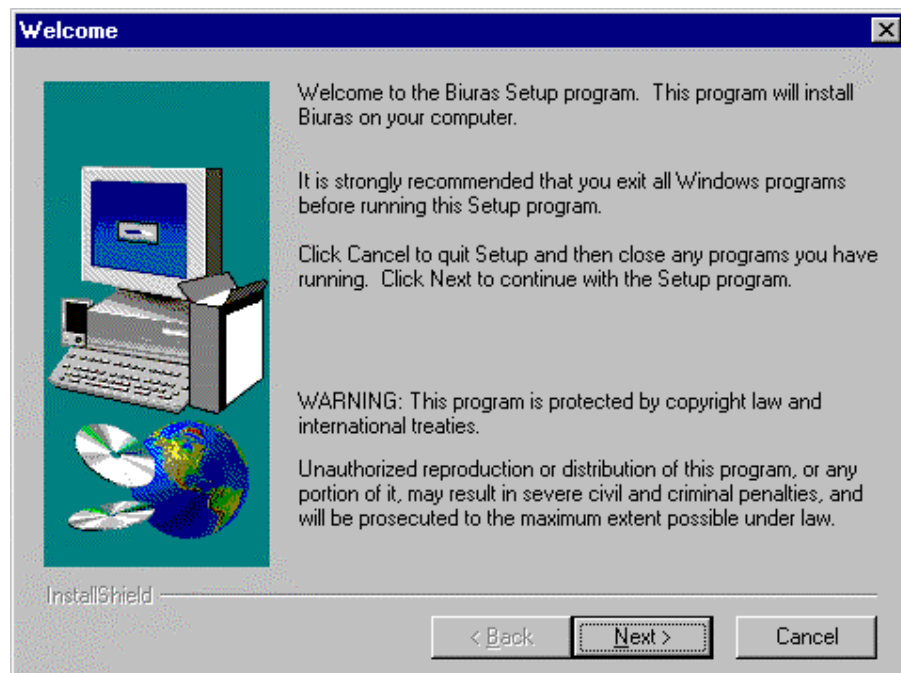 Welcome
Welcome to the Biuras Setup program.  This program will install
Biuras on your computer.
It is strongly recommended that you exit all Windows programs
before running this Setup program.
Click Cancel to quit Setup and then close any programs you have
running.  Click Next to continue with the Setup program.
WARNING: This program is protected by copyright law and
international treaties.
Unauthorized reproduction or distribution of this program, or any
portion of it, may result in severe civil and criminal penalties, and
will be prosecuted to the maximum extent possible under law.
InstallShield
< Back Next > Cancel